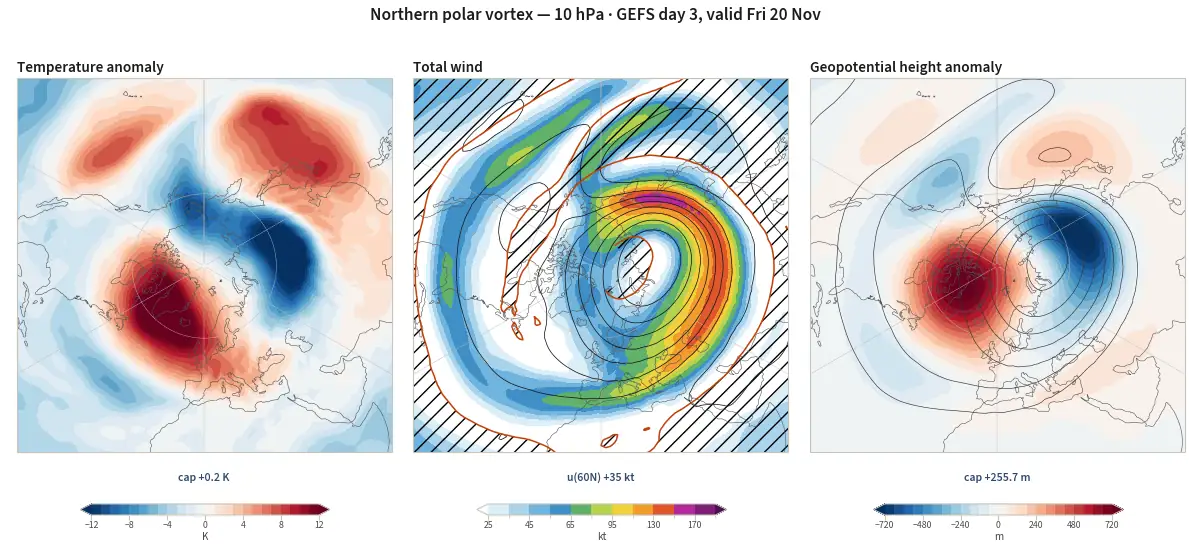 Northern polar vortex — 10 hPa · GEFS day 3, valid Fri 20 Nov
Temperature anomaly
Total wind
Geopotential height anomaly
cap +0.2 K
u(60N) +35 kt
cap +255.7 m
−12 −8 −4 0 4 8 12
K
25 45 65 95 130 170
kt
−720 −480 −240 0 240 480 720
m